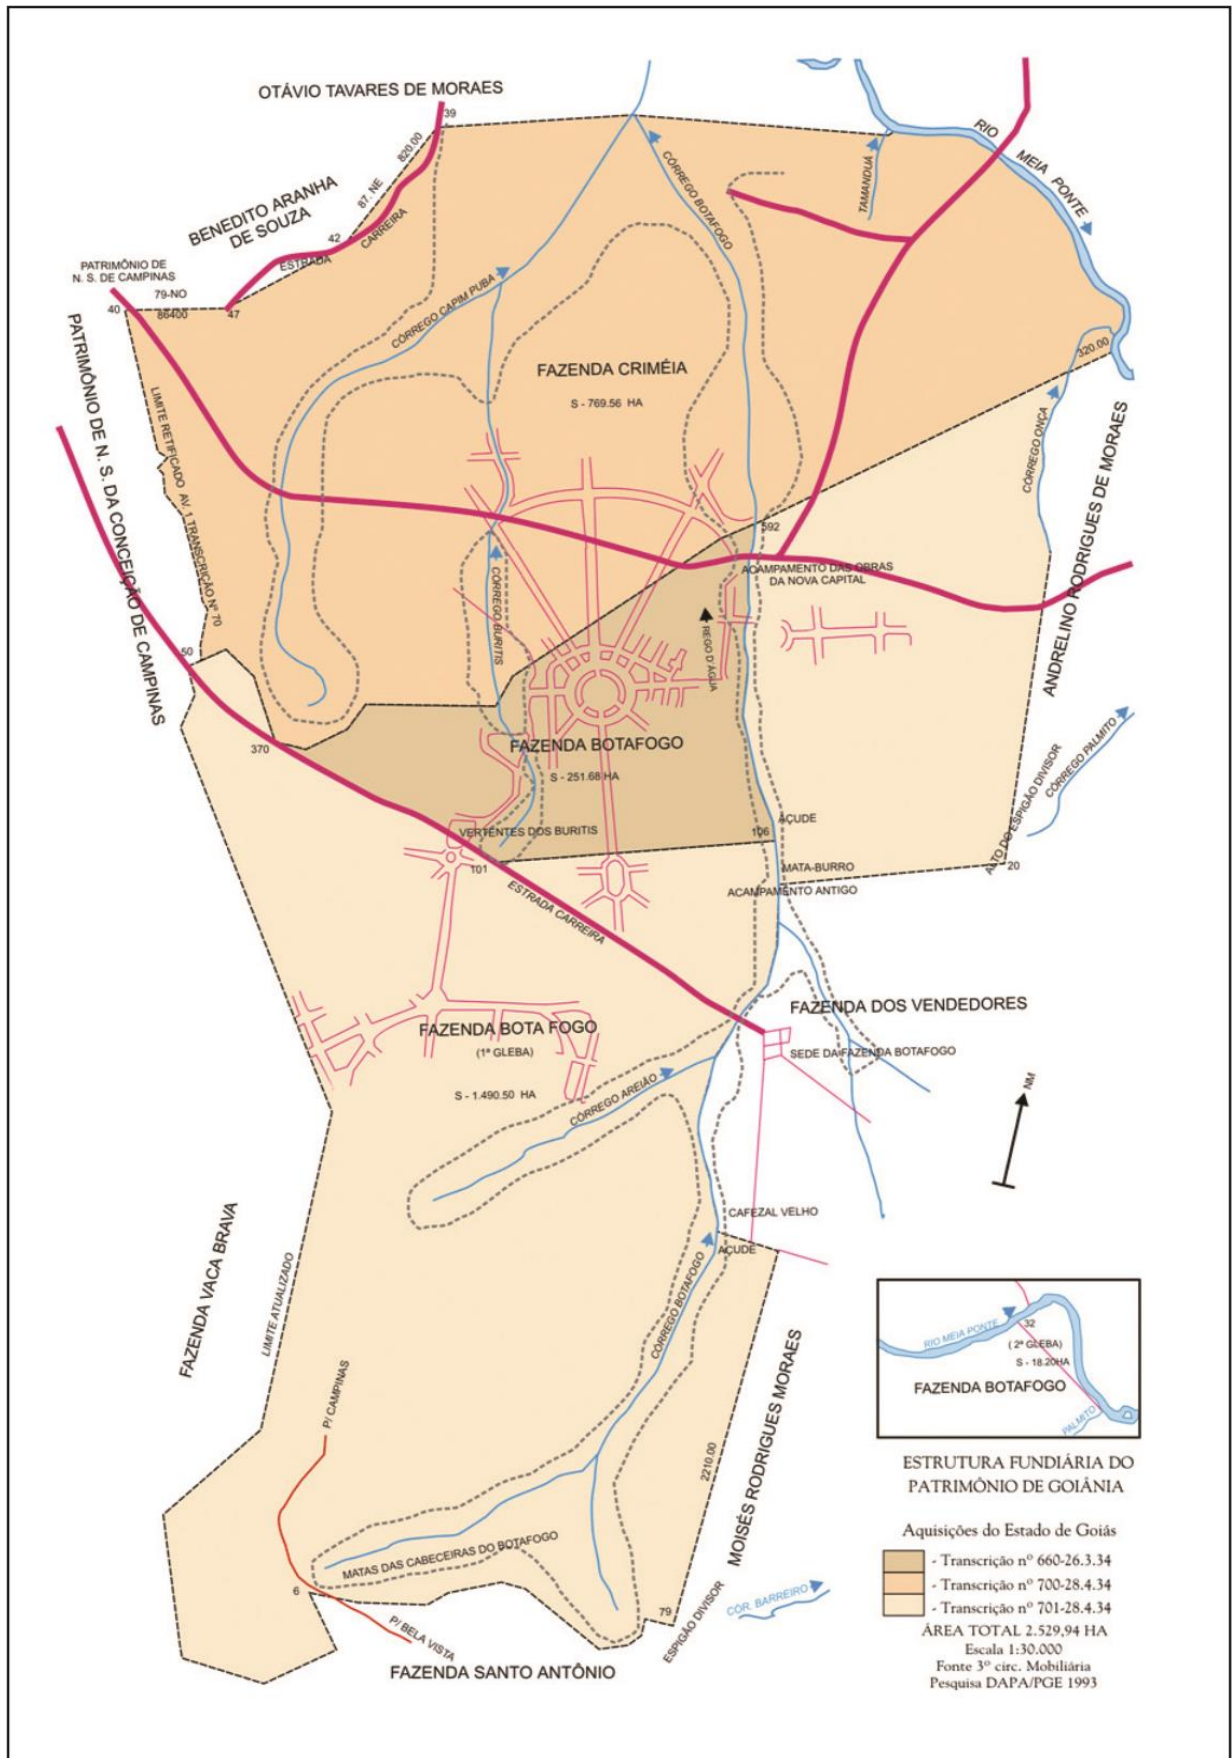 OTÁVIO TAVARES DE MORAES
39
820.00
87. NE
BENEDITO ARANHA
DE SOUZA
42
CARREIRA
ESTRADA
PATRIMÔNIO DE
N. S. DE CAMPINAS
79-NO
86400
40
47
CÓRREGO BOTAFOGO
TAMANDUÁ
RIO MEIA PONTE
CÓRREGO CAPIM PUBA
320.00
FAZENDA CRIMÉIA
S - 769.56 HA
PATRIMÔNIO DE N. S. DA CONCEIÇÃO DE CAMPINAS
LIMITE RETIFICADO AV. 1 TRANSCRIÇÃO Nº 70
CÓRREGO ONÇA
ANDRELINO RODRIGUES DE MORAES
592
ACAMPAMENTO DAS OBRAS
DA NOVA CAPITAL
CÓRREGO BURITIS
REGO D'ÁGUA
50
370
FAZENDA BOTAFOGO
S - 251.68 HA
VERTENTES DOS BURITIS
101
106
AÇUDE
MATA-BURRO
ACAMPAMENTO ANTIGO
ALTO DO ESPIGÃO DIVISOR
CÓRREGO PALMITO
20
ESTRADA CARREIRA
FAZENDA DOS VENDEDORES
FAZENDA BOTA FOGO
(1ª GLEBA)
S - 1.490.50 HA
SEDE DA FAZENDA BOTAFOGO
CÓRREGO AREIÃO
NM
CAFEZAL VELHO
AÇUDE
CÓRREGO BOTAFOGO
FAZENDA VACA BRAVA
LIMITE ATUALIZADO
P/ CAMPINAS
2210.00
MOISÉS RODRIGUES MORAES
MATAS DAS CABECEIRAS DO BOTAFOGO
6
P/ BELA VISTA
79
ESPIGÃO DIVISOR
CÓR. BARREIRO
FAZENDA SANTO ANTÔNIO
RIO MEIA PONTE
32
(2ª GLEBA)
S - 18.20HA
FAZENDA BOTAFOGO
PALMITO
ESTRUTURA FUNDIÁRIA DO
PATRIMÔNIO DE GOIÂNIA
Aquisições do Estado de Goiás
- Transcrição nº 660-26.3.34
- Transcrição nº 700-28.4.34
- Transcrição nº 701-28.4.34
ÁREA TOTAL 2.529,94 HA
Escala 1:30.000
Fonte 3º circ. Mobiliária
Pesquisa DAPA/PGE 1993